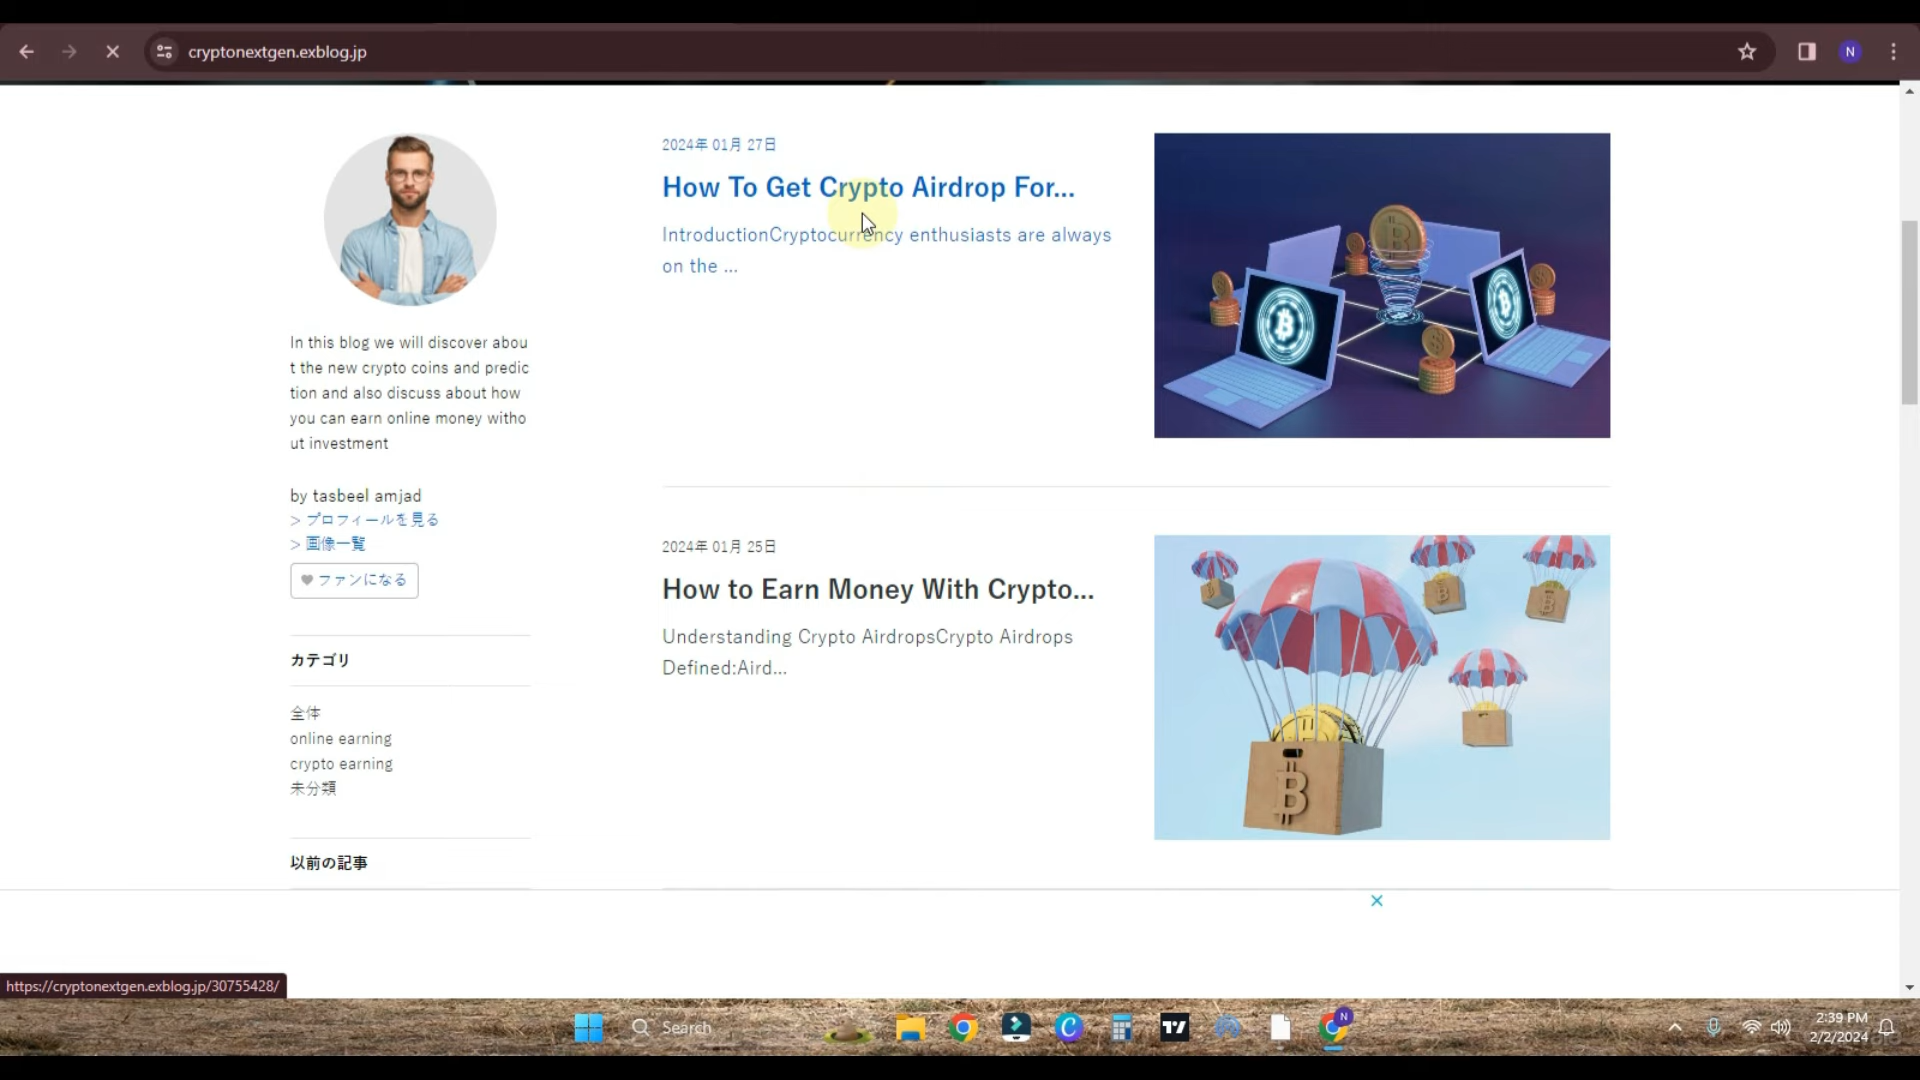 cryptonextgen.exblog.jp
N
2024年 01月 27日
How To Get Crypto Airdrop For...
IntroductionCryptocurrency enthusiasts are always
on the ...
In this blog we will discover abou
t the new crypto coins and predic
tion and also discuss about how
you can earn online money witho
ut investment
by tasbeel amjad
> プロフィールを見る
> 画像一覧
ファンになる
2024年 01月 25日
How to Earn Money With Crypto...
Understanding Crypto AirdropsCrypto Airdrops
Defined:Aird...
カテゴリ
全体
online earning
crypto earning
未分類
以前の記事
https://cryptonextgen.exblog.jp/30755428/
Search
N
2:39 PM
2/2/2024